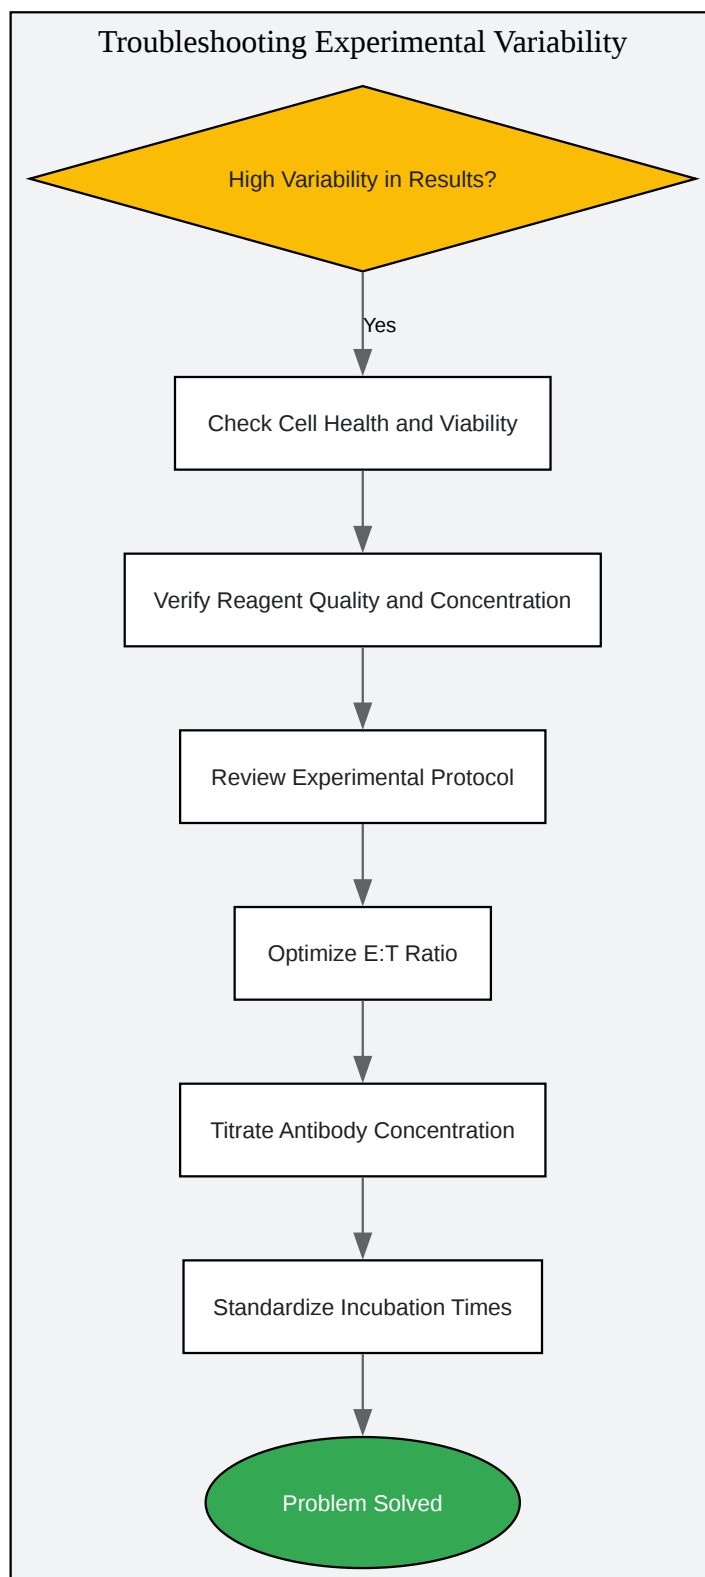 Troubleshooting Experimental Variability
High Variability in Results?
Yes
Check Cell Health and Viability
Verify Reagent Quality and Concentration
Review Experimental Protocol
Optimize E:T Ratio
Titrate Antibody Concentration
Standardize Incubation Times
Problem Solved